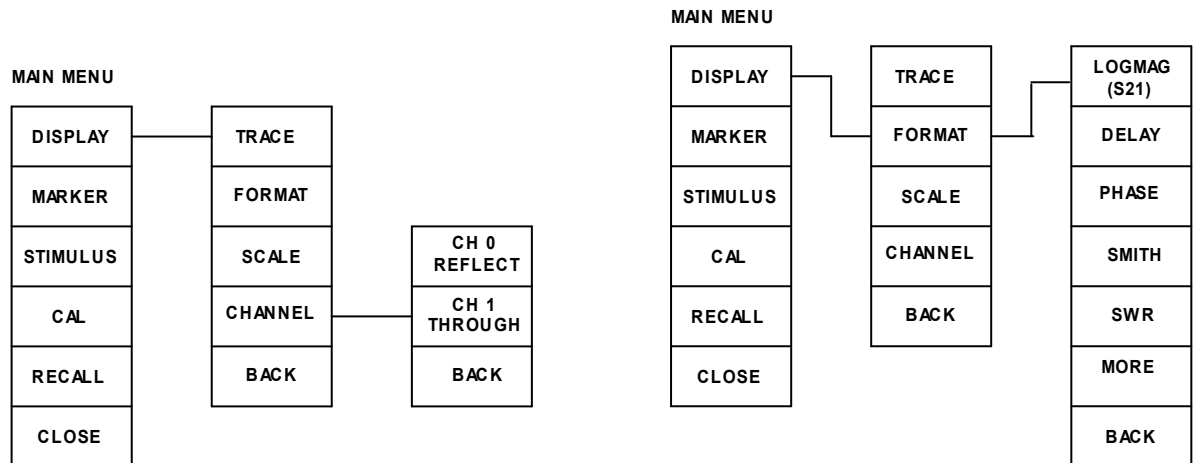 MAIN MENU
DISPLAY
MARKER
STIMULUS
CAL
RECALL
CLOSE
TRACE
FORMAT
SCALE
CHANNEL
BACK
CH 0
REFLECT
CH 1
THROUGH
BACK
MAIN MENU
DISPLAY
MARKER
STIMULUS
CAL
RECALL
CLOSE
TRACE
FORMAT
SCALE
CHANNEL
BACK
LOGMAG
(S21)
DELAY
PHASE
SMITH
SWR
MORE
BACK